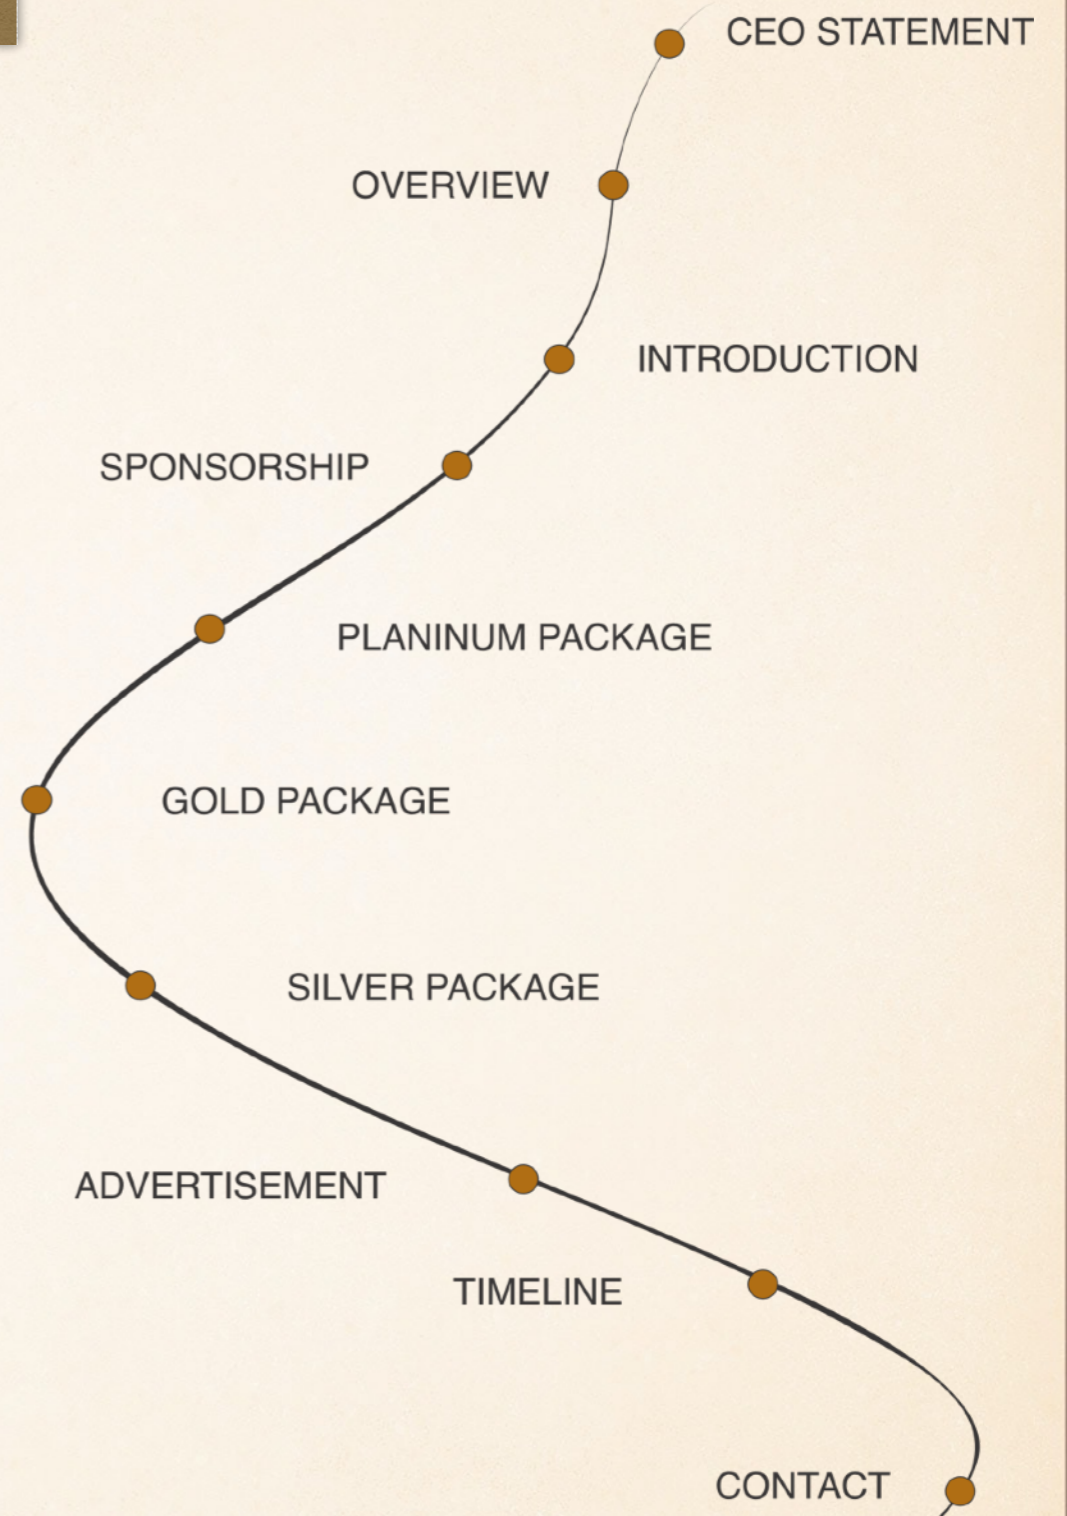 CEO STATEMENT
OVERVIEW
INTRODUCTION
SPONSORSHIP
PLANINUM PACKAGE
GOLD PACKAGE
SILVER PACKAGE
ADVERTISEMENT
TIMELINE
CONTACT